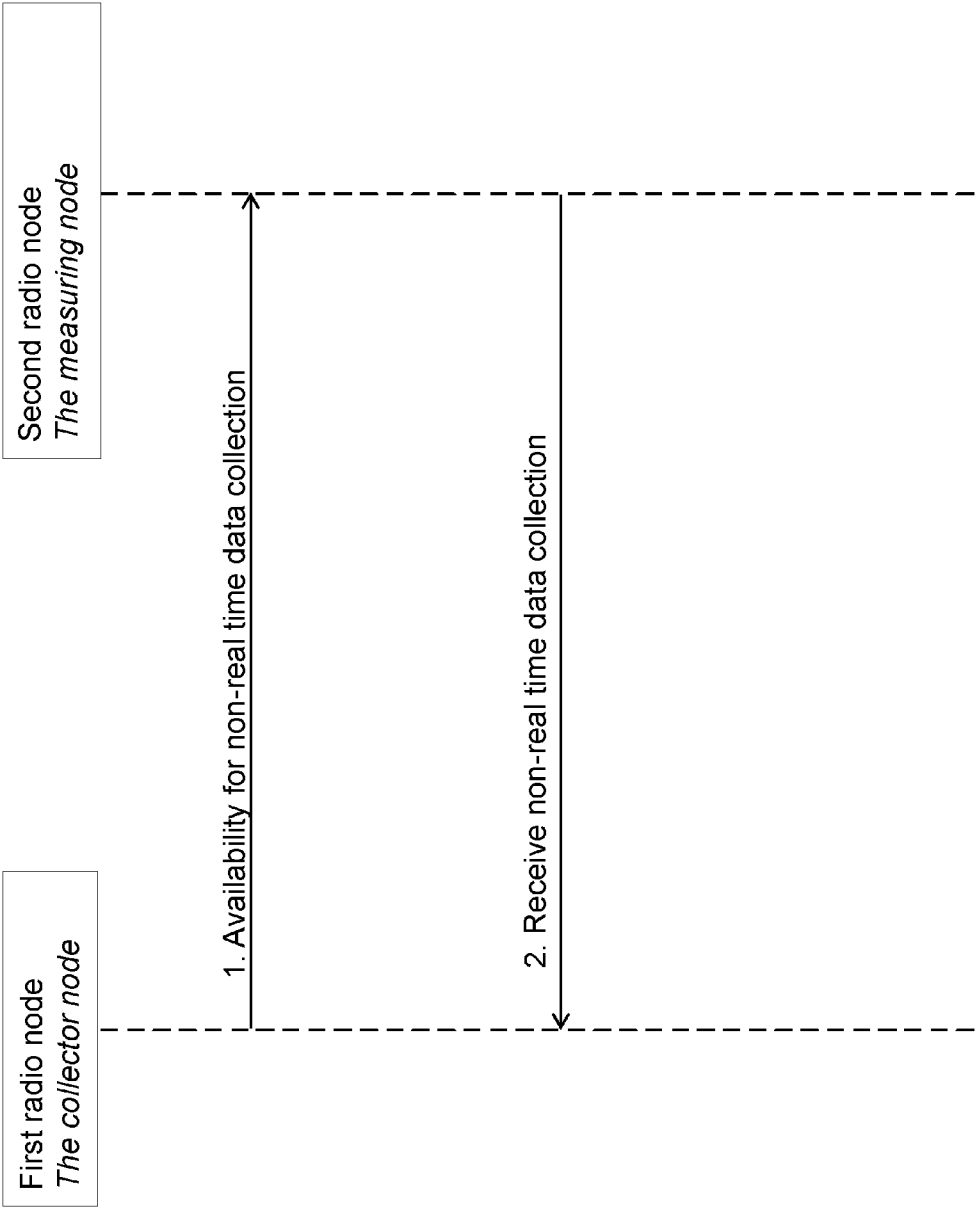 First radio node
The collector node
Second radio node
The measuring node
1. Availability for non-real time data collection
2. Receive non-real time data collection